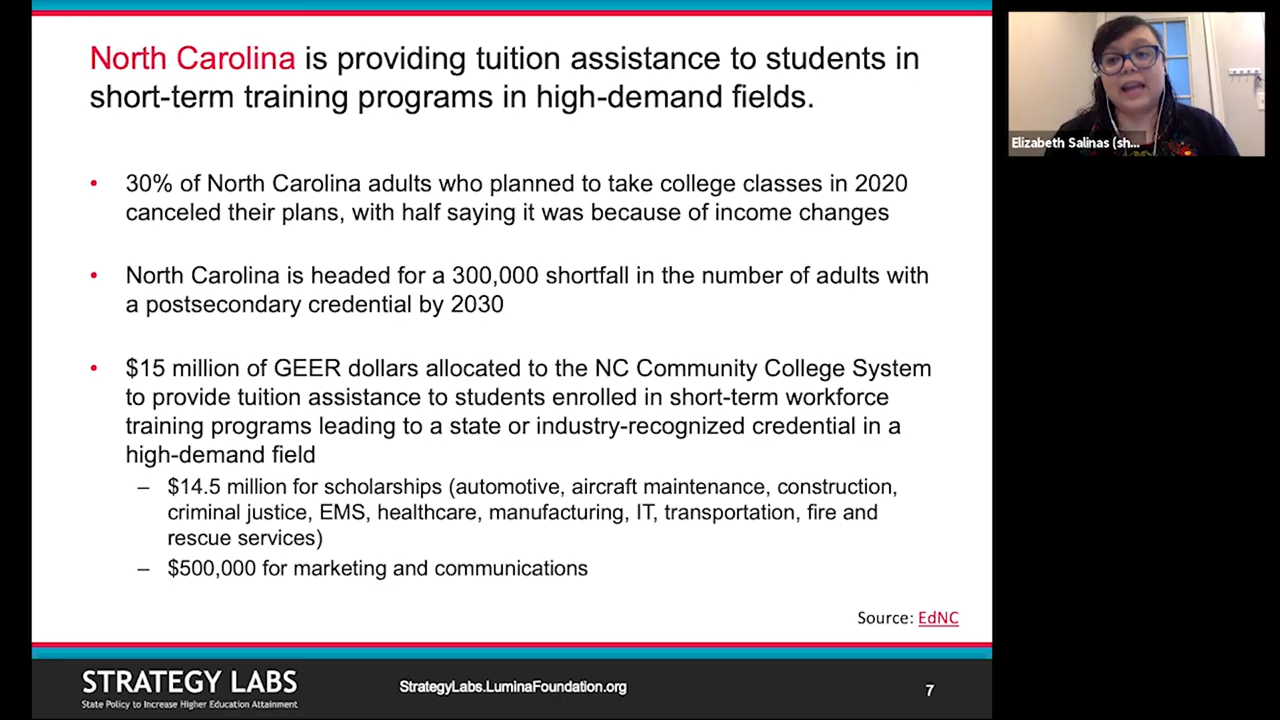 North Carolina is providing tuition assistance to students in
short-term training programs in high-demand fields.
• 30% of North Carolina adults who planned to take college classes in 2020
canceled their plans, with half saying it was because of income changes
• North Carolina is headed for a 300,000 shortfall in the number of adults with
a postsecondary credential by 2030
• $15 million of GEER dollars allocated to the NC Community College System
to provide tuition assistance to students enrolled in short-term workforce
training programs leading to a state or industry-recognized credential in a
high-demand field
– $14.5 million for scholarships (automotive, aircraft maintenance, construction,
criminal justice, EMS, healthcare, manufacturing, IT, transportation, fire and
rescue services)
– $500,000 for marketing and communications
Source: EdNC
STRATEGY LABS
State Policy to Increase Higher Education Attainment
StrategyLabs.LuminaFoundation.org
7
Elizabeth Salinas (sh...